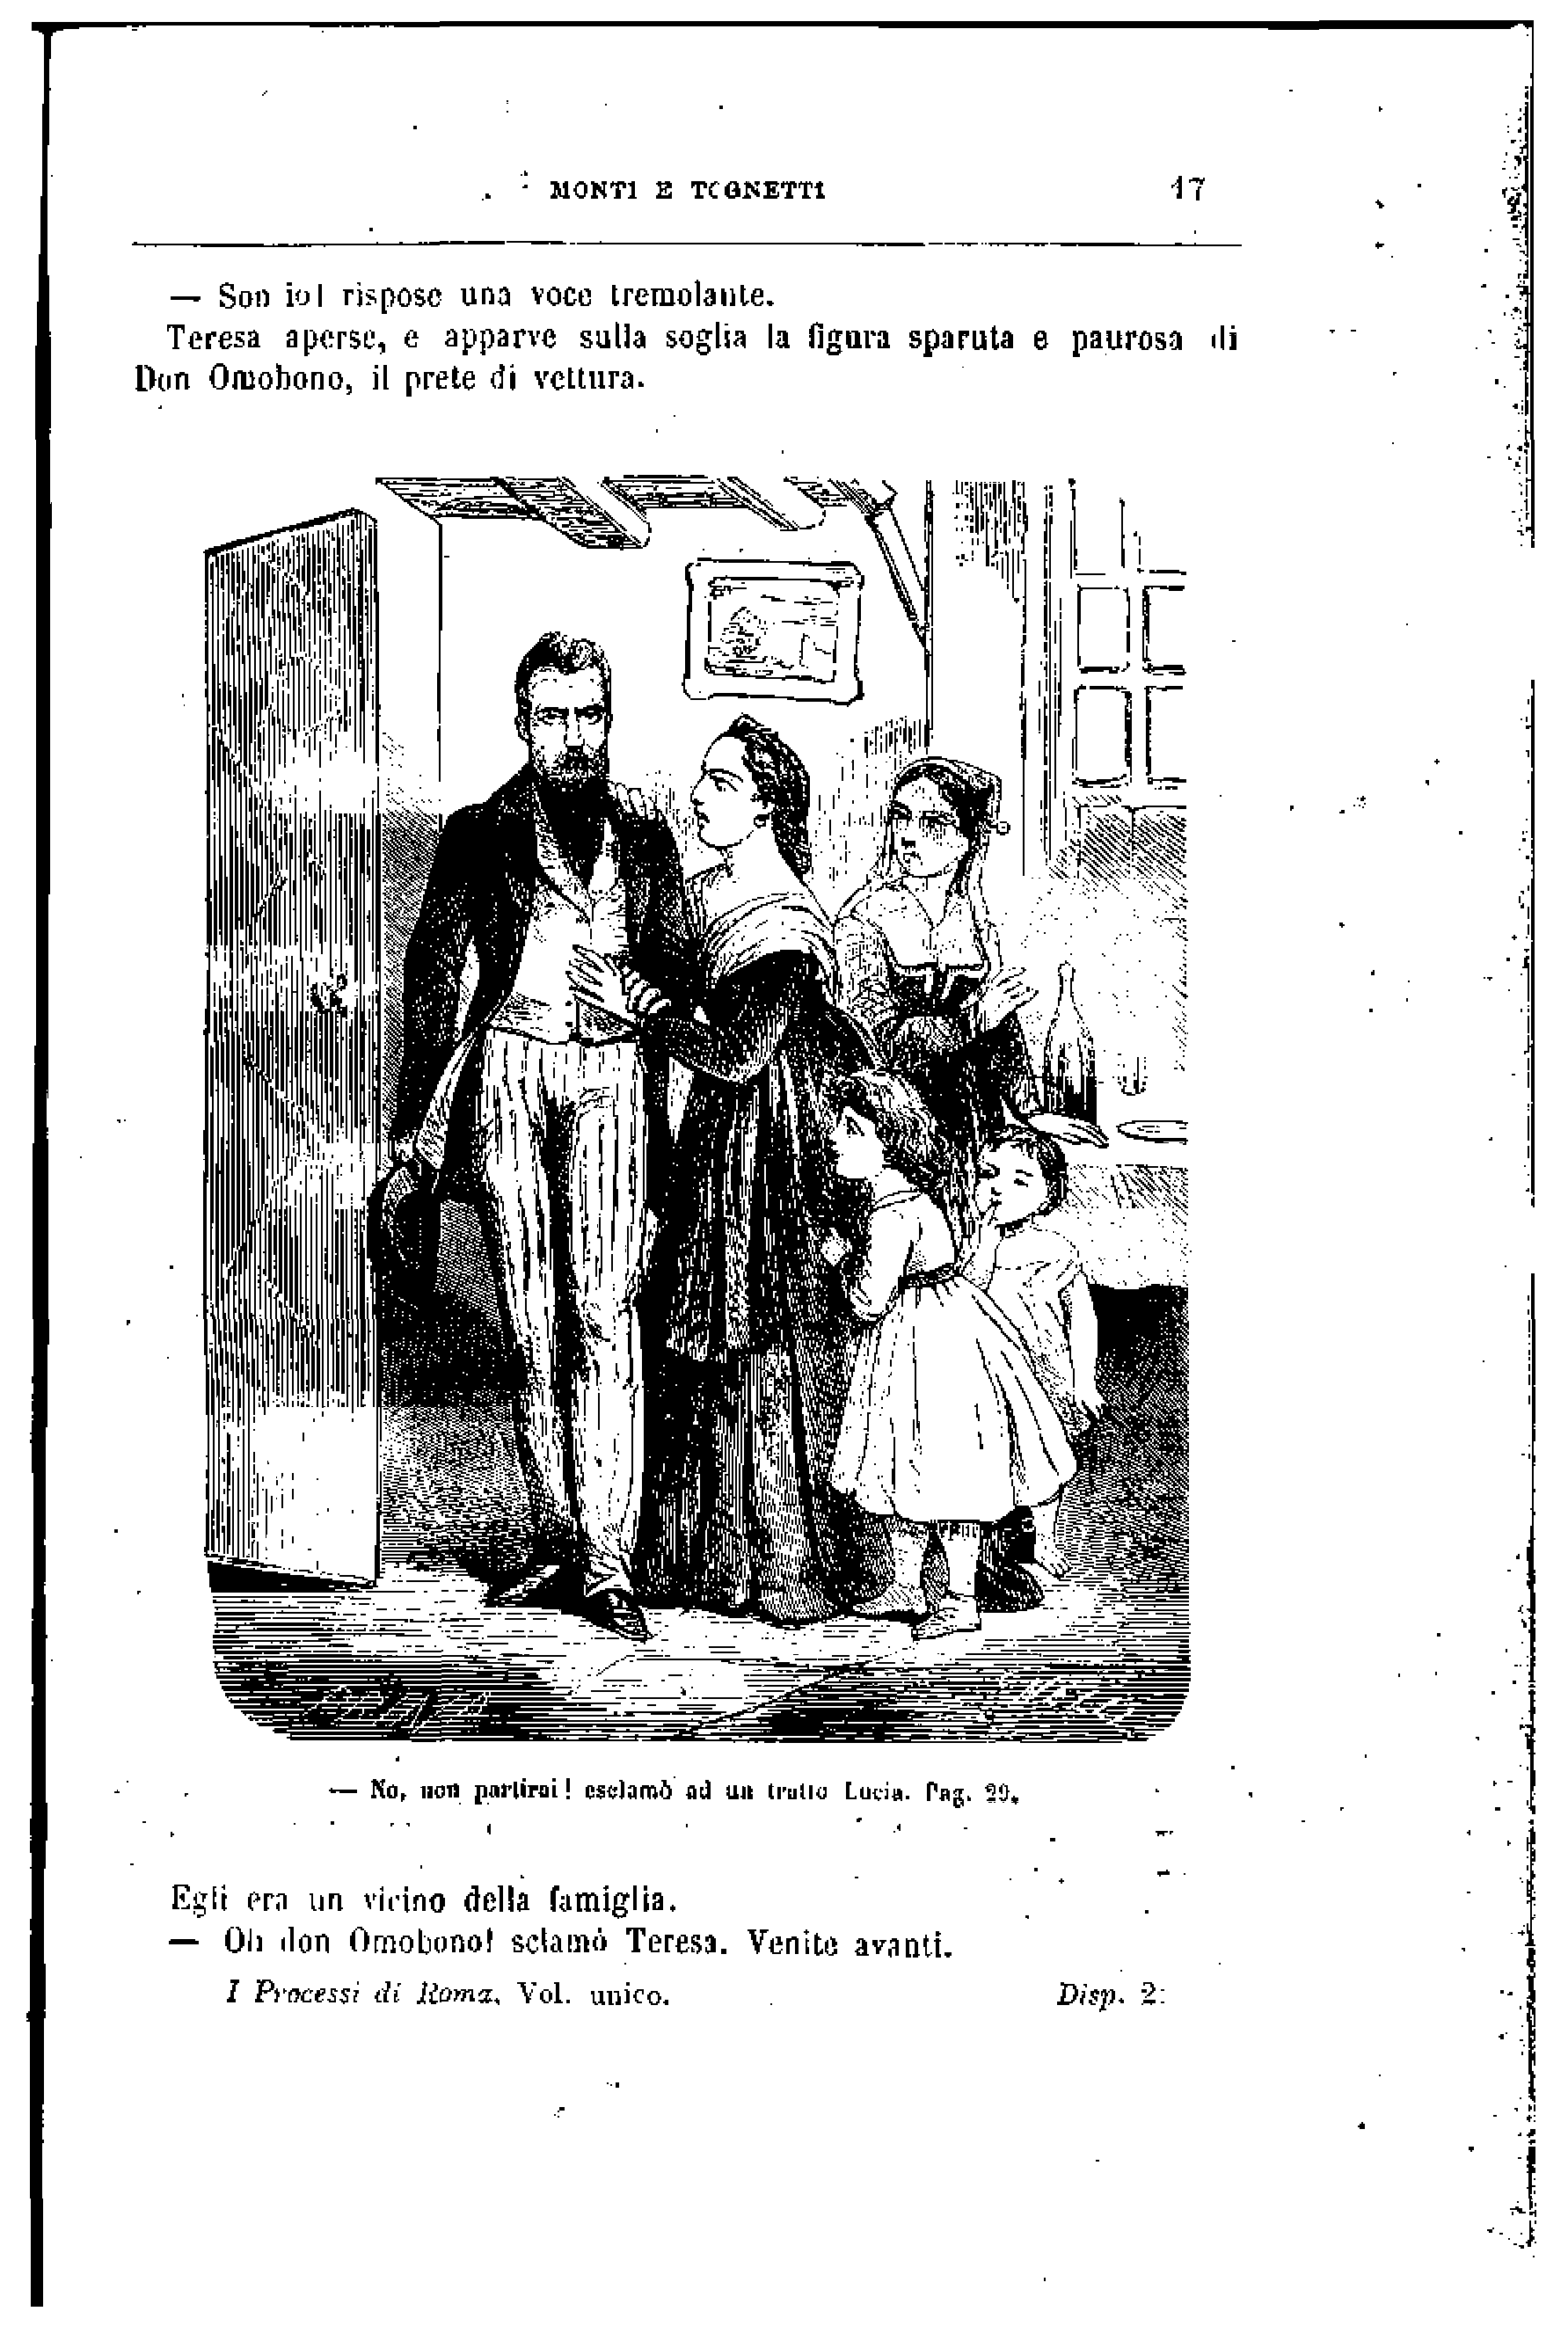 MONTI E TOGNETTI 17
— Son io! rispose una voce tremolante.
Teresa aperse, e apparve sulla soglia la figura sparuta e paurosa di
Don Omobono, il prete di vettura.
— No, non partirai! esclamò ad un tratto Lucia. Pag. 29.
Egli era un vicino della famiglia.
— Oh don Omobono! sclamò Teresa. Venite avanti.
I Processi di Roma. Vol. unico. Disp. 2: